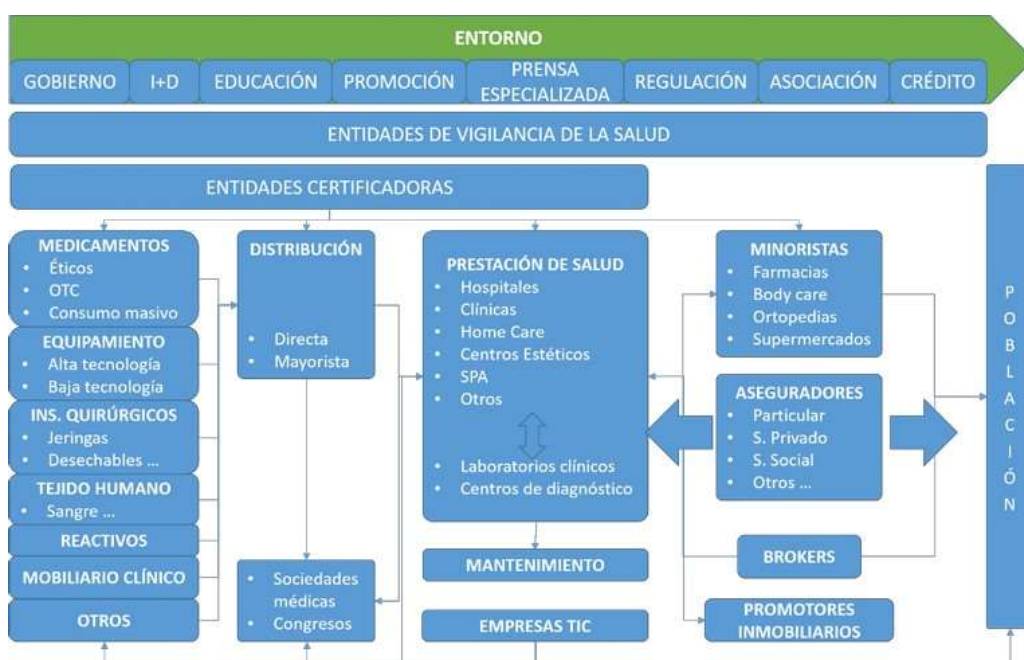 ENTORNO
GOBIERNO
I+D
EDUCACIÓN
PROMOCIÓN
PRENSA
ESPECIALIZADA
REGULACIÓN
ASOCIACIÓN
CRÉDITO
ENTIDADES DE VIGILANCIA DE LA SALUD
ENTIDADES CERTIFICADORAS
MEDICAMENTOS
• Éticos
• OTC
• Consumo masivo
EQUIPAMIENTO
• Alta tecnología
• Baja tecnología
INS. QUIRÚRGICOS
• Jeringas
• Desechables ...
TEJIDO HUMANO
• Sangre ...
REACTIVOS
MOBILIARIO CLÍNICO
OTROS
DISTRIBUCIÓN
• Directa
• Mayorista
• Sociedades
médicas
• Congresos
PRESTACIÓN DE SALUD
• Hospitales
• Clínicas
• Home Care
• Centros Estéticos
• SPA
• Otros
• Laboratorios clínicos
• Centros de diagnóstico
MANTENIMIENTO
EMPRESAS TIC
MINORISTAS
• Farmacias
• Body care
• Ortopedias
• Supermercados
ASEGURADORES
• Particular
• S. Privado
• S. Social
• Otros ...
BROKERS
PROMOTORES
INMOBILIARIOS
POBLACIÓN